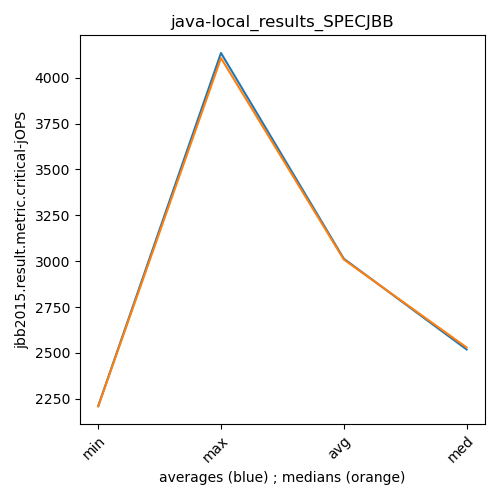 java-local_results_SPECJBB
jbb2015.result.metric.critical-jOPS
4000
3750
3500
3250
3000
2750
2500
2250
min
max
avg
med
averages (blue) ; medians (orange)